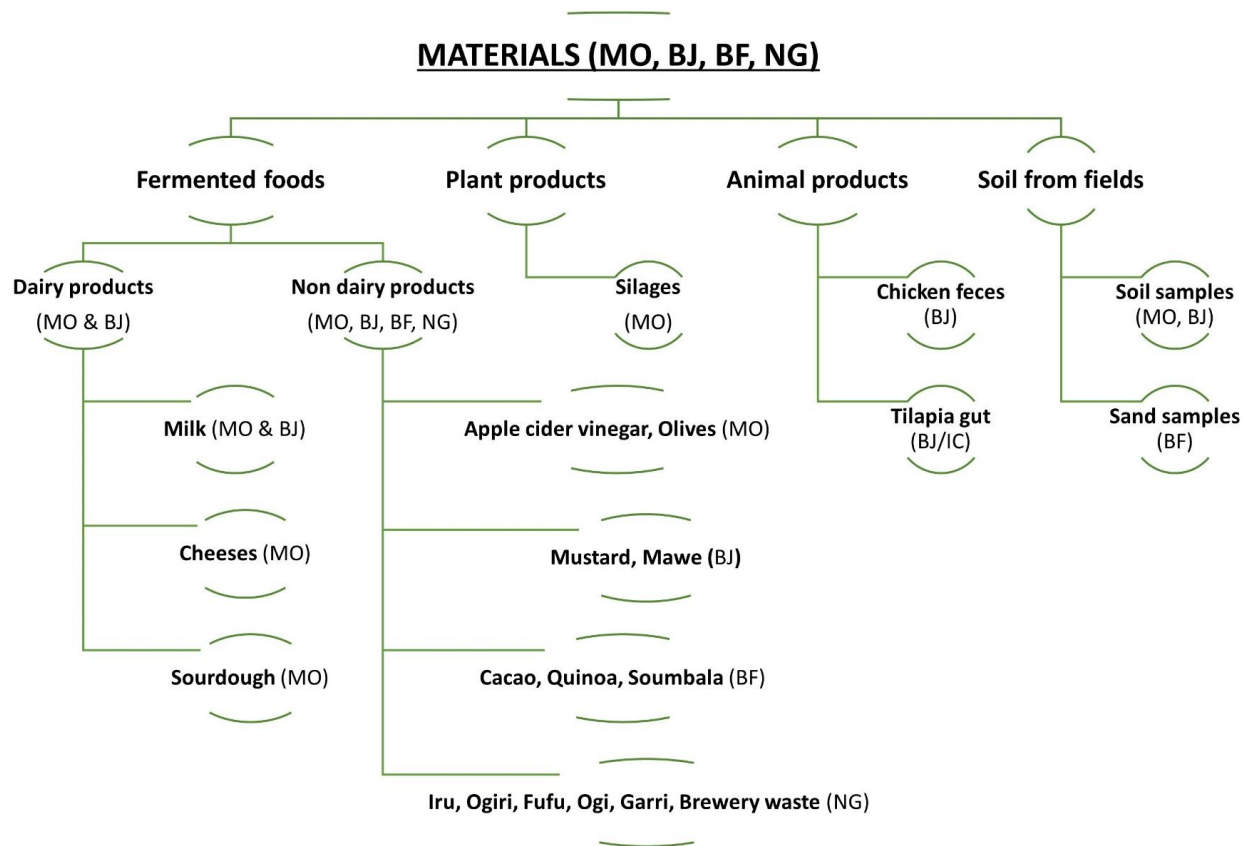 MATERIALS (MO, BJ, BF, NG)
Fermented foods
Plant products
Animal products
Soil from fields
Dairy products
(MO & BJ)
Non dairy products
(MO, BJ, BF, NG)
Silages
(MO)
Chicken feces
(BJ)
Soil samples
(MO, BJ)
Milk (MO & BJ)
Apple cider vinegar, Olives (MO)
Tilapia gut
(BJ/IC)
Sand samples
(BF)
Cheeses (MO)
Mustard, Mawe (BJ)
Sourdough (MO)
Cacao, Quinoa, Soumbala (BF)
Iru, Ogiri, Fufu, Ogi, Garri, Brewery waste (NG)